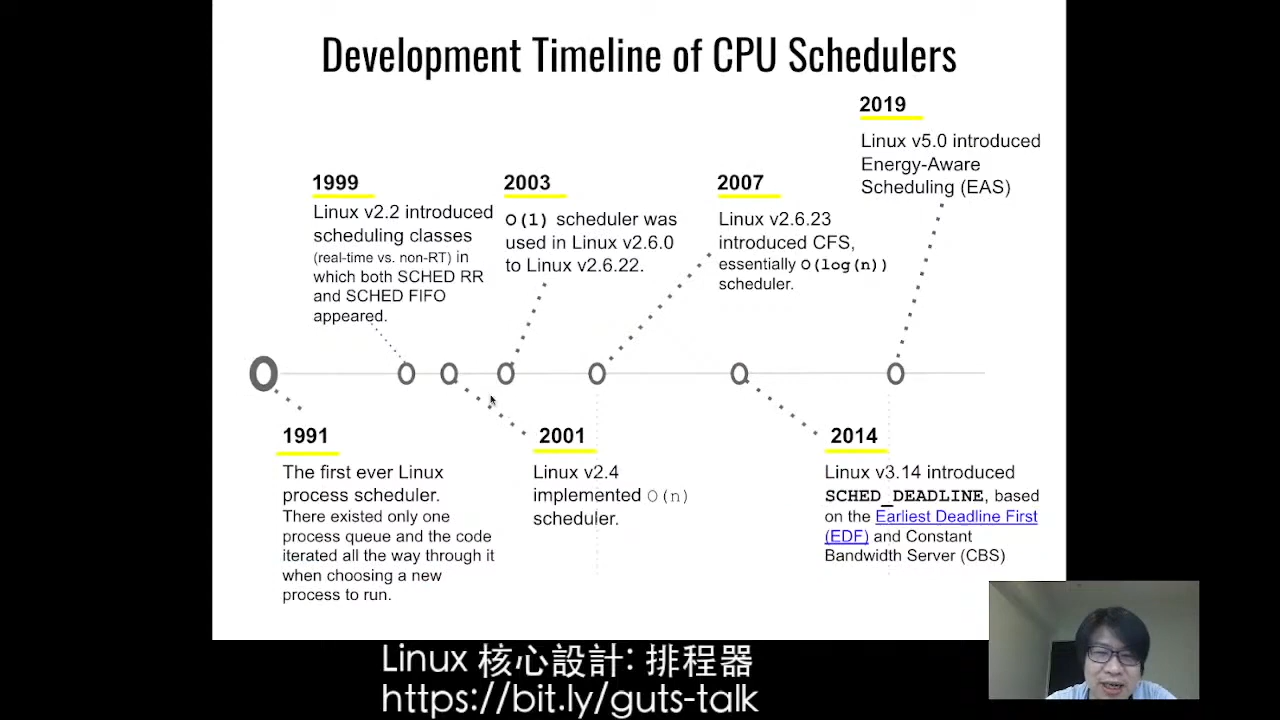 Development Timeline of CPU Schedulers
1999
Linux v2.2 introduced
scheduling classes
(real-time vs. non-RT) in
which both SCHED RR
and SCHED FIFO
appeared.
2003
O(1) scheduler was
used in Linux v2.6.0
to Linux v2.6.22.
2007
Linux v2.6.23
introduced CFS,
essentially O(log(n))
scheduler.
2019
Linux v5.0 introduced
Energy-Aware
Scheduling (EAS)
1991
The first ever Linux
process scheduler.
There existed only one
process queue and the code
iterated all the way through it
when choosing a new
process to run.
2001
Linux v2.4
implemented O(n)
scheduler.
2014
Linux v3.14 introduced
SCHED_DEADLINE, based
on the Earliest Deadline First
(EDF) and Constant
Bandwidth Server (CBS)
Linux 核心設計: 排程器
https://bit.ly/guts-talk